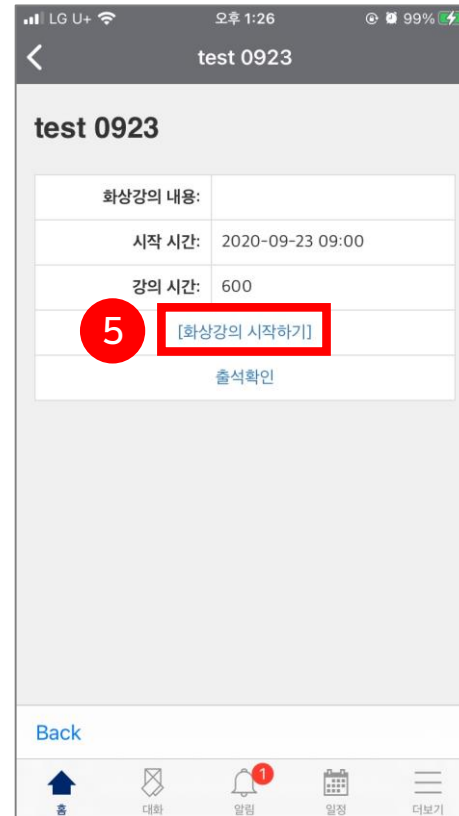 LG U+ 오후 1:26 99%
test 0923
test 0923
화상강의 내용:
시작 시간: 2020-09-23 09:00
강의 시간: 600
5 [화상강의 시작하기]
출석확인
Back
1
홈 대화 알림 일정 더보기